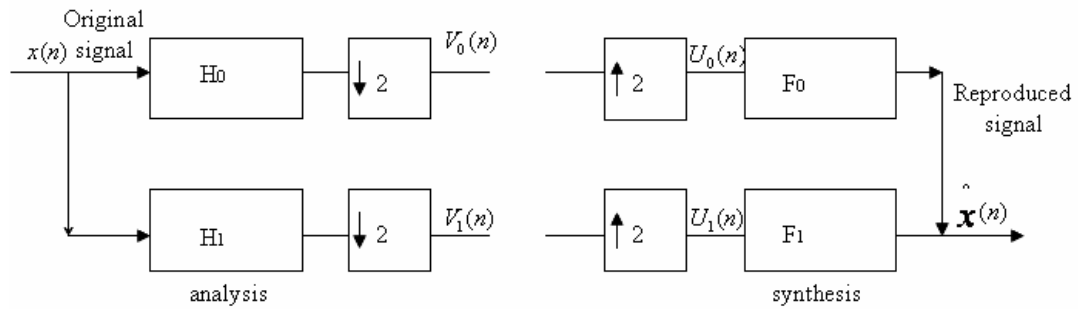 Original
x(n) signal
H0
2
V0(n)
2
U0(n)
F0
Reproduced
signal
H1
2
V1(n)
2
U1(n)
F1
x̂(n)
analysis
synthesis